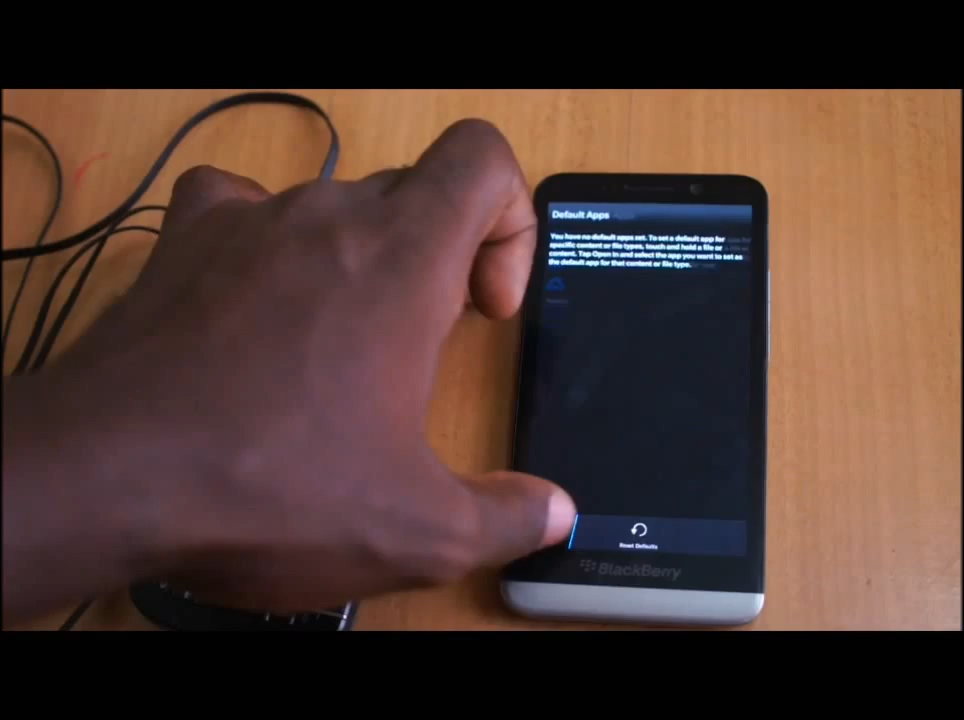 Default Apps
You have no default apps set. To set a default app for
specific content or file types, touch and hold a file or
content. Tap Open In and select the app you want to set as
the default app for that content or file type.
Reset Defaults
BlackBerry